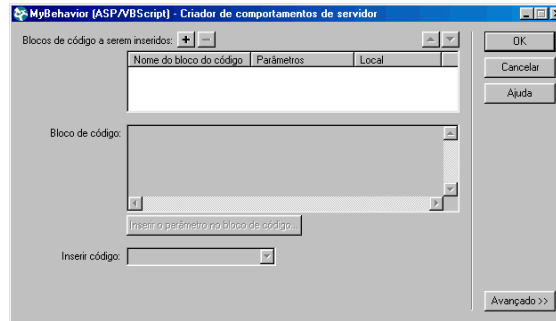 MyBehavior (ASP/VBScript) - Criador de comportamentos de servidor
Blocos de código a serem inseridos: + −
OK
Nome do bloco do código Parâmetros Local
Cancelar
Ajuda
Bloco de código:
Inserir o parâmetro no bloco de código...
Inserir código:
Avançado >>